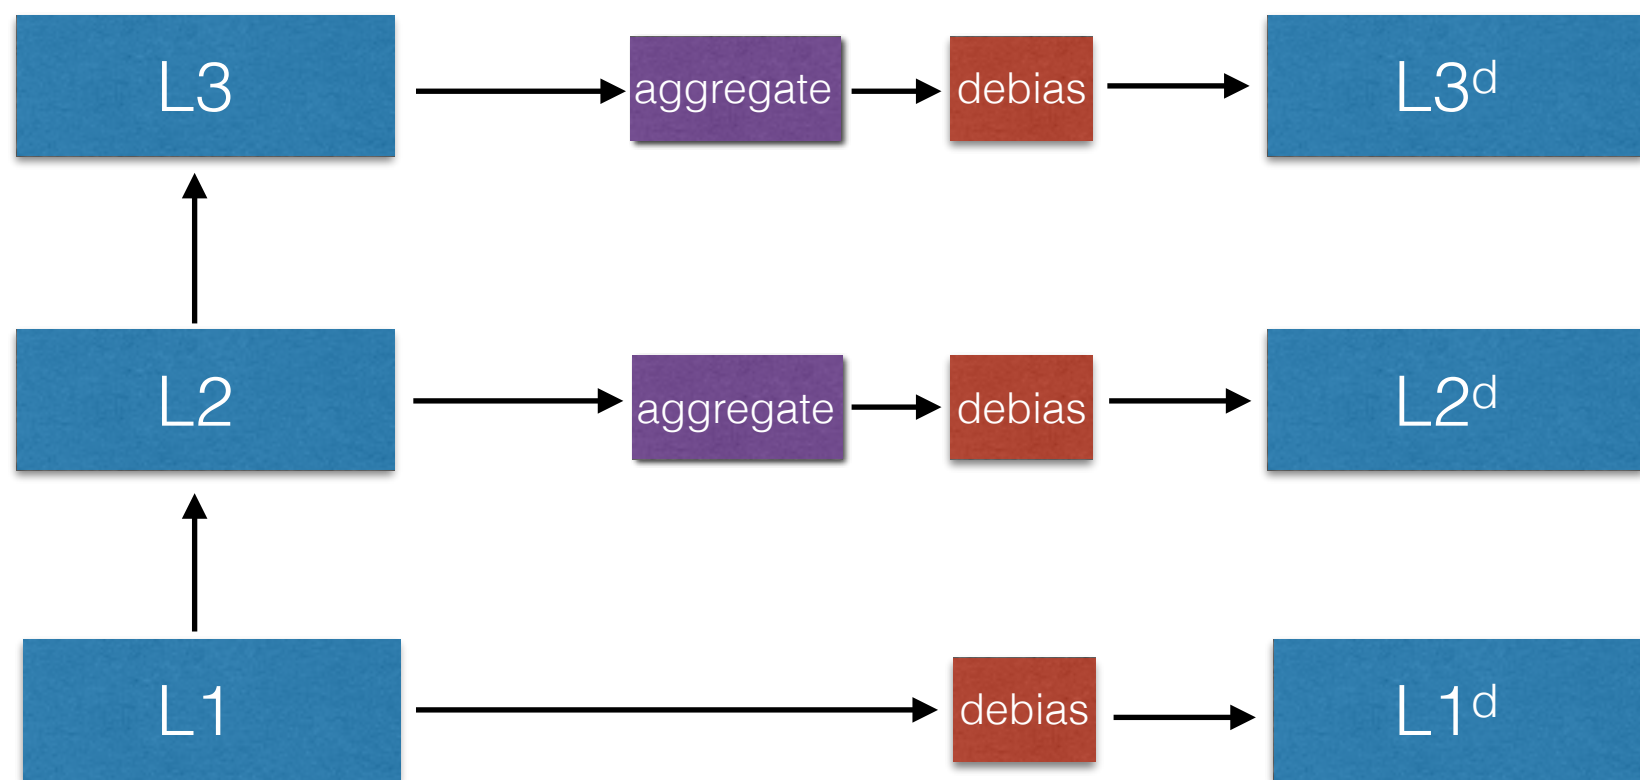 L3
aggregate
debias
L3ᵈ
L2
aggregate
debias
L2ᵈ
L1
debias
L1ᵈ